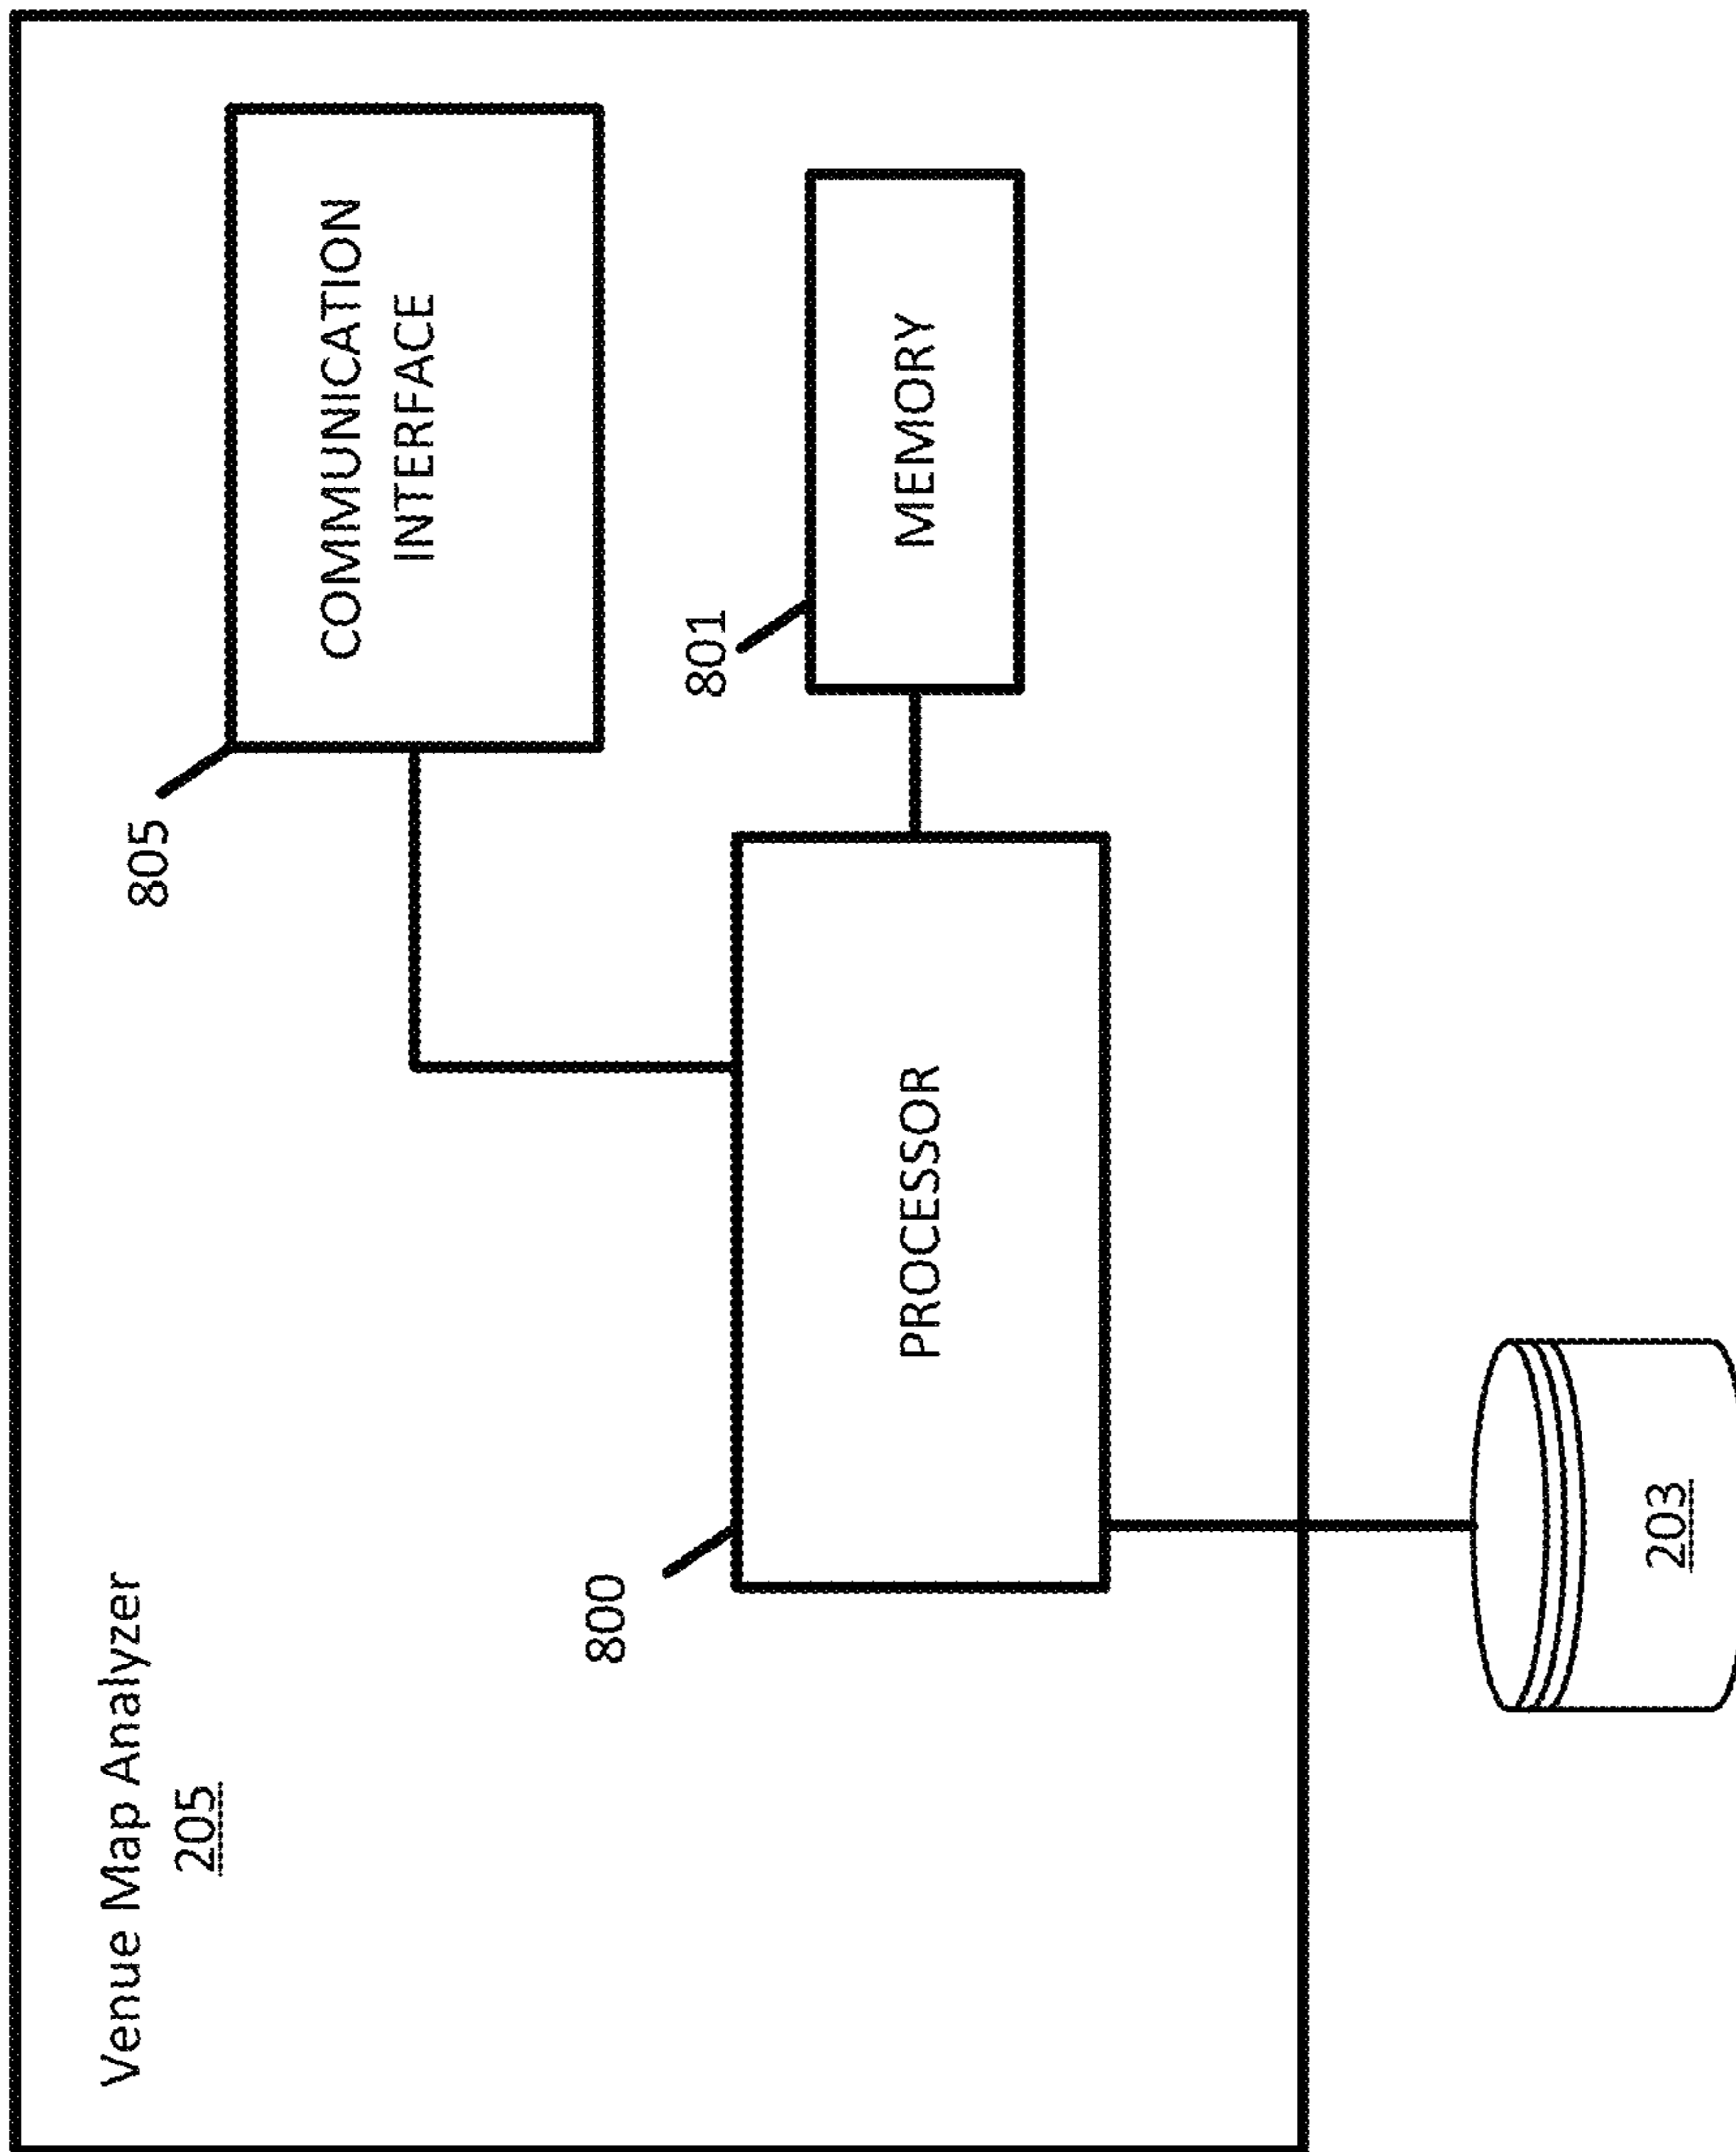 Venue Map Analyzer
205
805
COMMUNICATION
INTERFACE
800
PROCESSOR
801
MEMORY
203